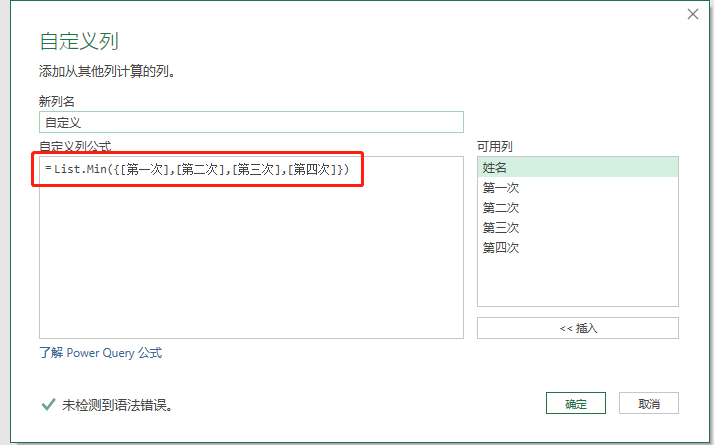 自定义列
添加从其他列计算的列。
新列名
自定义
自定义列公式
= List.Min({[第一次],[第二次],[第三次],[第四次]})
可用列
姓名
第一次
第二次
第三次
第四次
<< 插入
了解 Power Query 公式
未检测到语法错误。
确定
取消